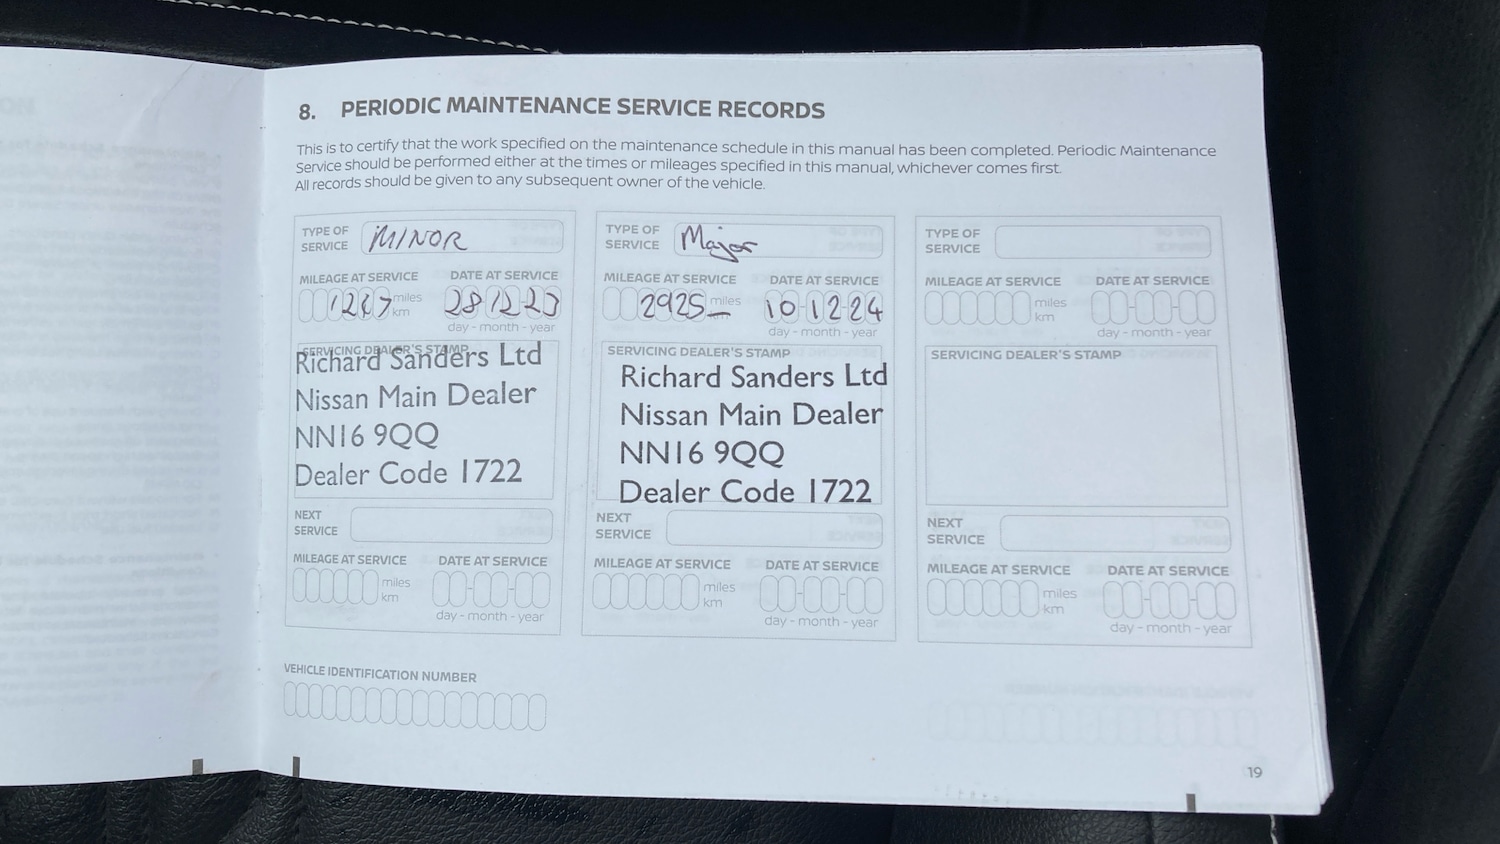 8. PERIODIC MAINTENANCE SERVICE RECORDS
This is to certify that the work specified on the maintenance schedule in this manual has been completed. Periodic Maintenance
Service should be performed either at the times or mileages specified in this manual, whichever comes first.
All records should be given to any subsequent owner of the vehicle.
TYPE OF
SERVICE MINOR
MILEAGE AT SERVICE DATE AT SERVICE
1267 miles 28 12 23
km
day - month - year
SERVICING DEALER'S STAMP
Richard Sanders Ltd
Nissan Main Dealer
NN16 9QQ
Dealer Code 1722
NEXT
SERVICE
MILEAGE AT SERVICE DATE AT SERVICE
miles
km
day - month - year
TYPE OF
SERVICE Major
MILEAGE AT SERVICE DATE AT SERVICE
2925 miles 10-12-24
km
day - month - year
SERVICING DEALER'S STAMP
Richard Sanders Ltd
Nissan Main Dealer
NN16 9QQ
Dealer Code 1722
NEXT
SERVICE
MILEAGE AT SERVICE DATE AT SERVICE
miles
km
day - month - year
TYPE OF
SERVICE
MILEAGE AT SERVICE DATE AT SERVICE
miles
km
day - month - year
SERVICING DEALER'S STAMP
NEXT
SERVICE
MILEAGE AT SERVICE DATE AT SERVICE
miles
km
day - month - year
VEHICLE IDENTIFICATION NUMBER
19